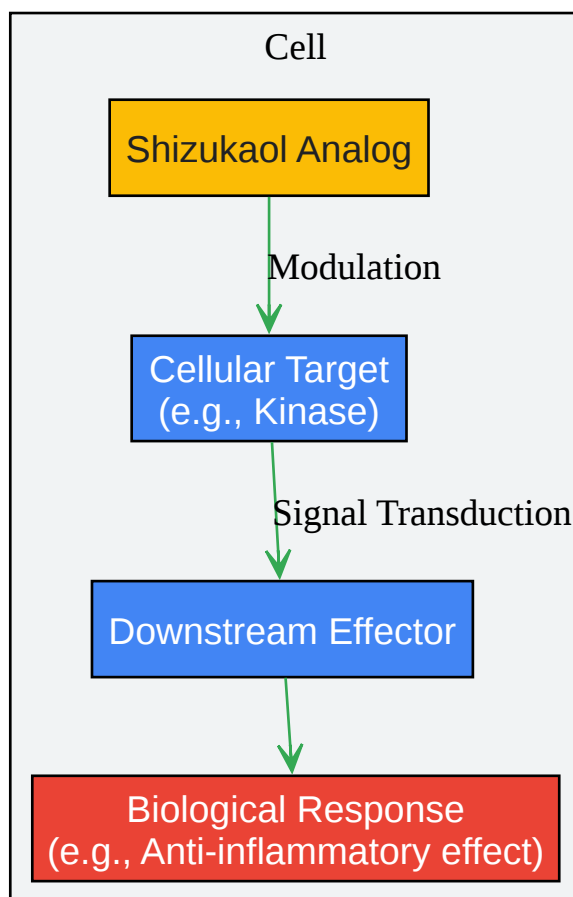 Cell
Shizukaol Analog
Modulation
Cellular Target
(e.g., Kinase)
Signal Transduction
Downstream Effector
Biological Response
(e.g., Anti-inflammatory effect)